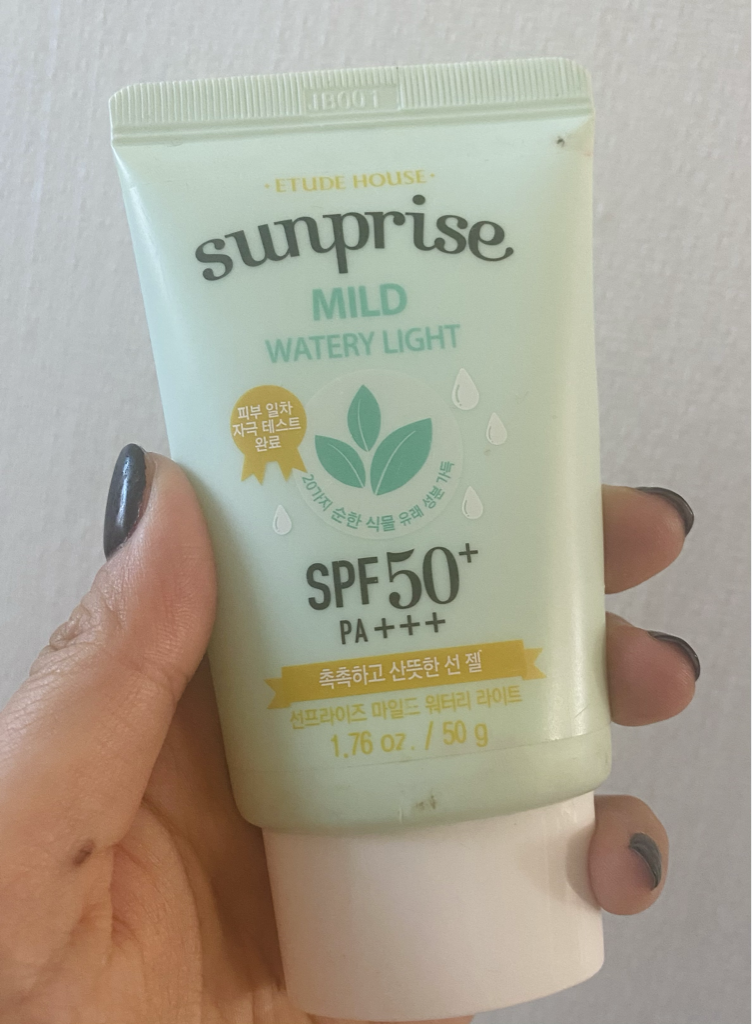 JB001
· ETUDE HOUSE ·
sunprise
MILD
WATERY LIGHT
피부 일차
자극 테스트
완료
20가지 순한 식물 유래 성분 가득
SPF 50+
PA +++
촉촉하고 산뜻한 선 젤
선프라이즈 마일드 워터리 라이트
1.76 oz. / 50 g